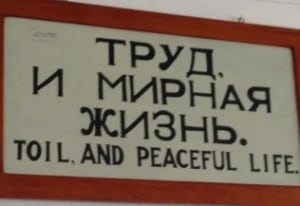 ТРУД,
И МИРНАЯ
ЖИЗНЬ.
TOIL, AND PEACEFUL LIFE.